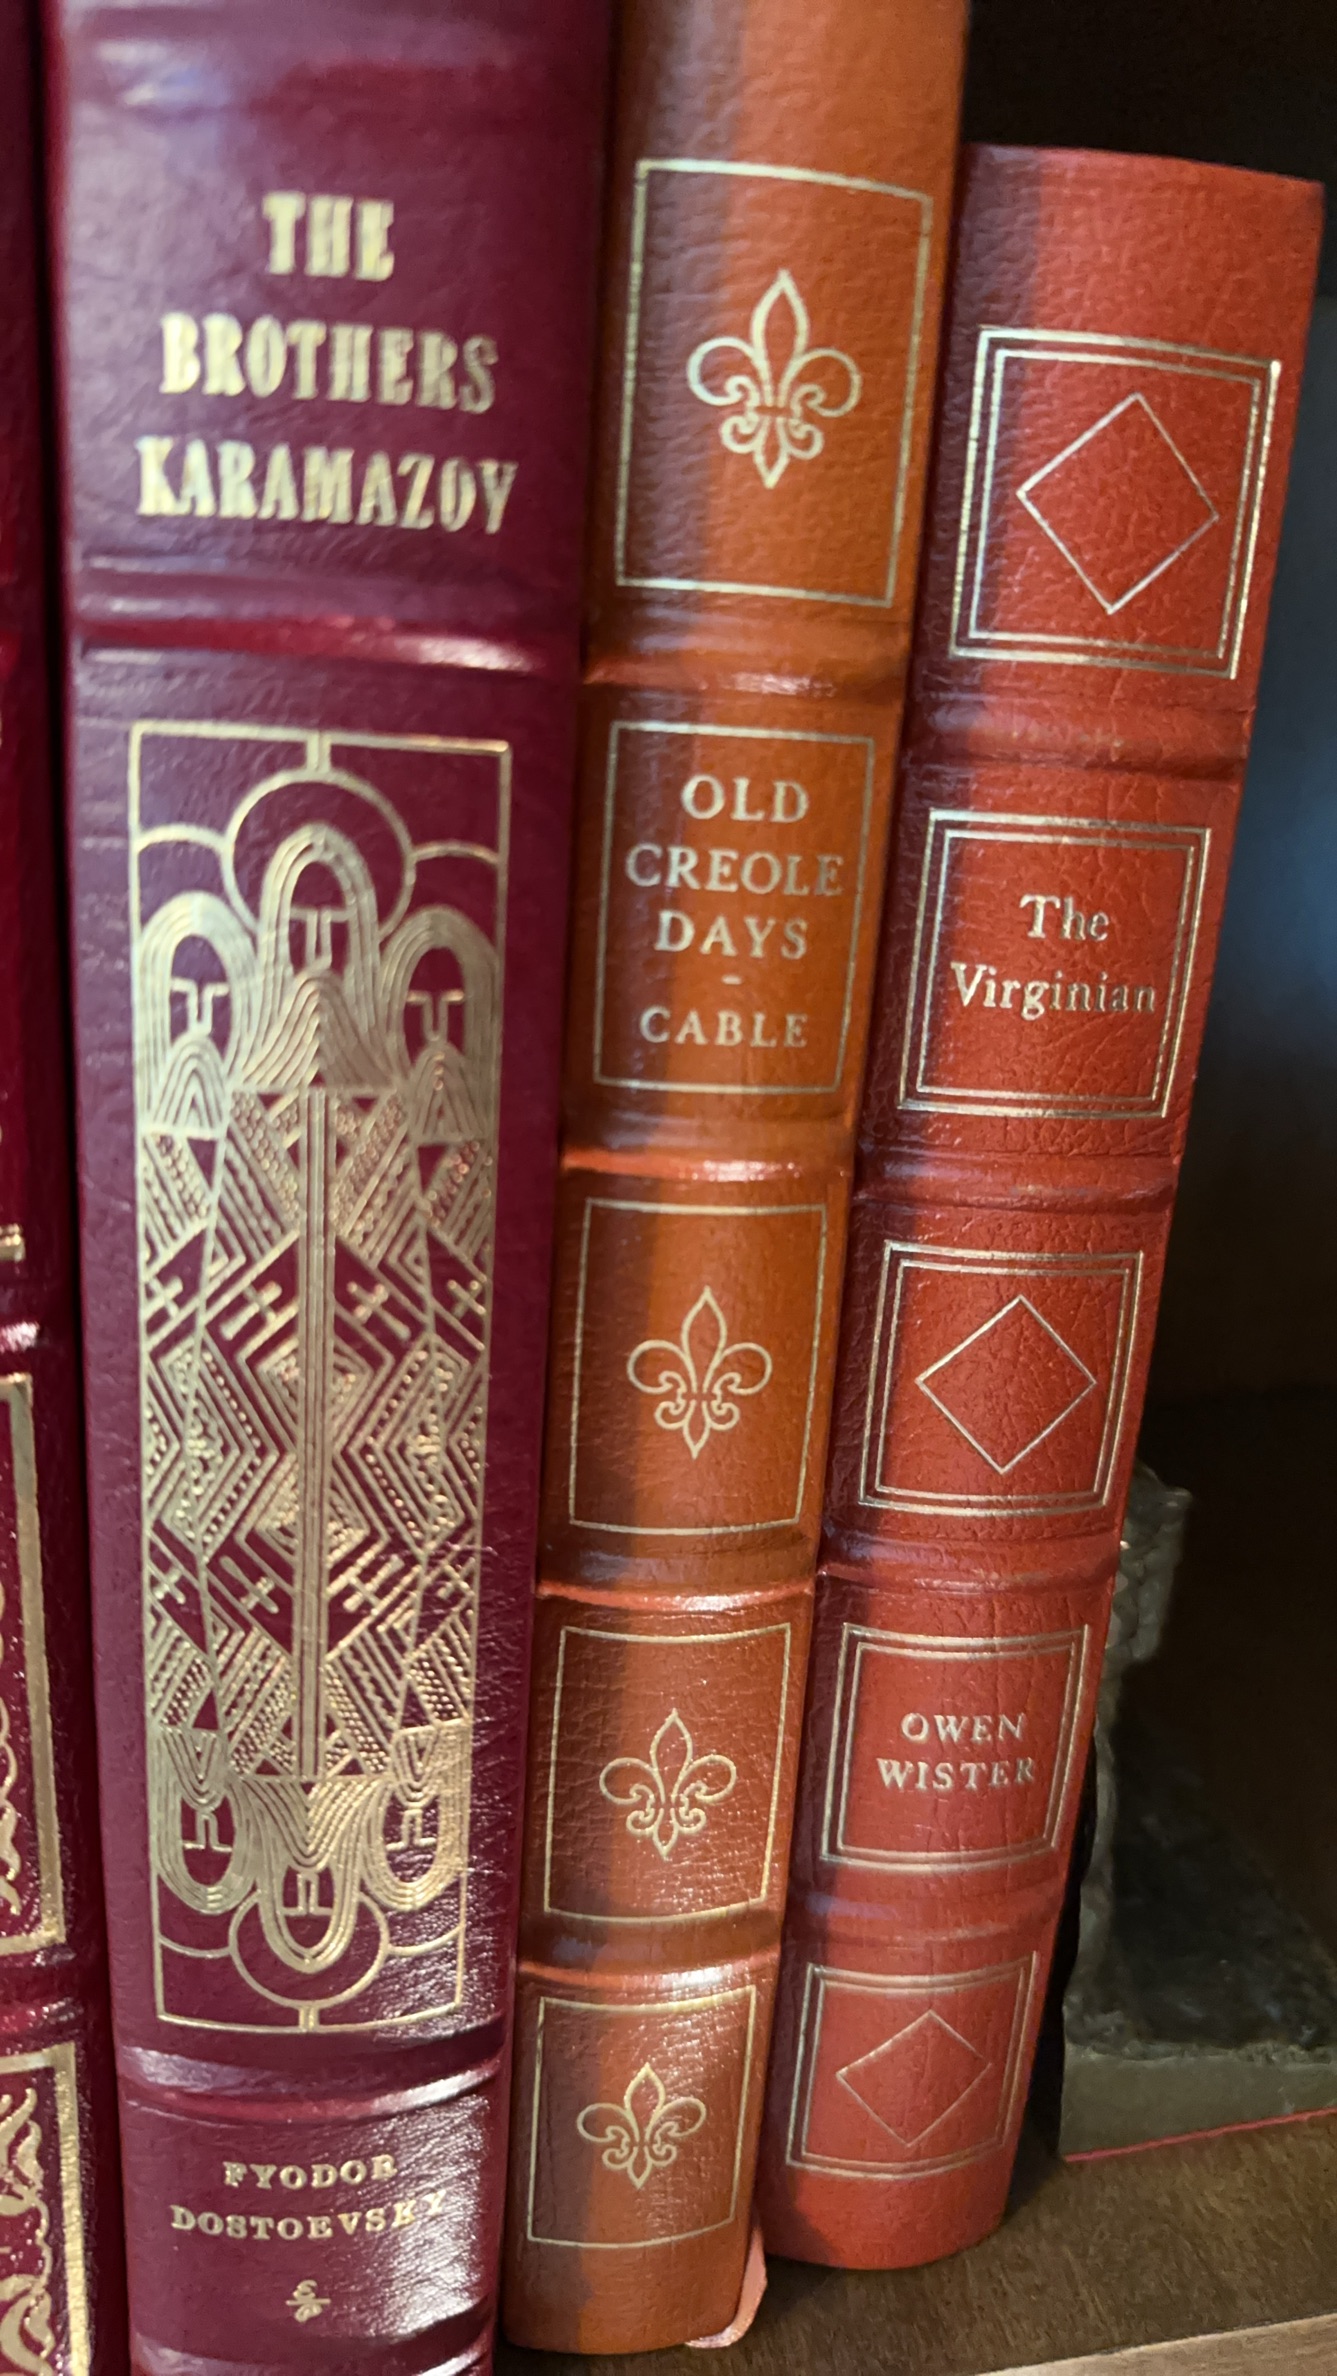 THE
BROTHERS
KARAMAZOV
FYODOR
DOSTOEVSKY
OLD
CREOLE
DAYS
-
CABLE
The
Virginian
OWEN
WISTER